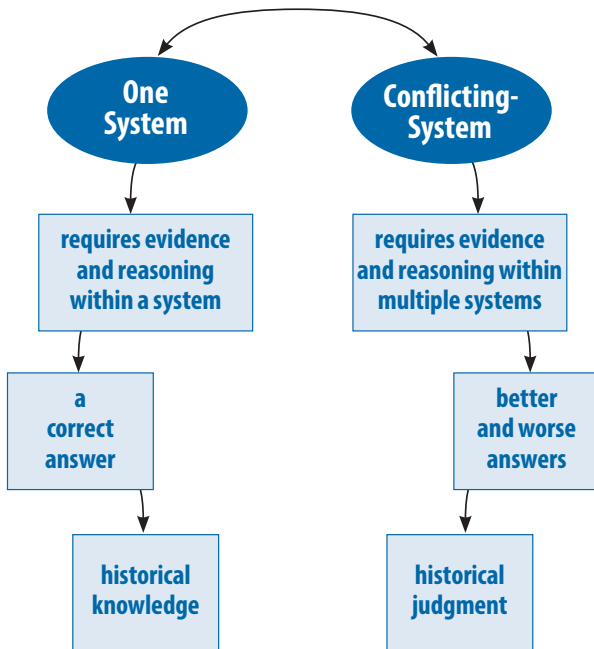 One
System
requires evidence
and reasoning
within a system
a
correct
answer
historical
knowledge
Conflicting-
System
requires evidence
and reasoning within
multiple systems
better
and worse
answers
historical
judgment